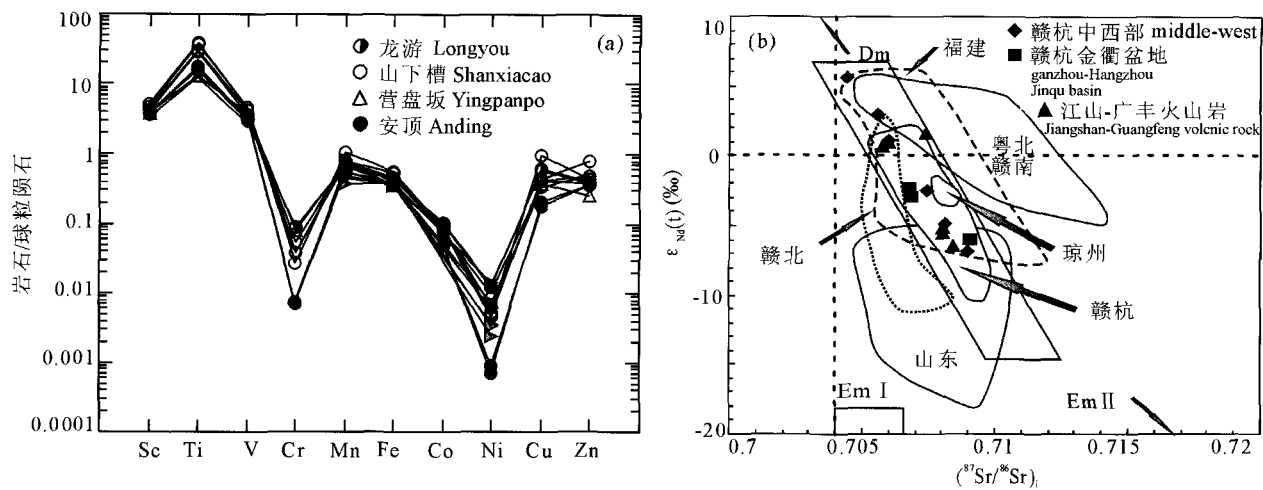 100
10
1
0.1
0.01
0.001
0.0001
岩石/球粒陨石
(a)
龙游 Longyou
山下槽 Shanxiacao
营盘坂 Yingpanpo
安顶 Anding
Sc
Ti
V
Cr
Mn
Fe
Co
Ni
Cu
Zn
10
0
-10
-20
ε Nd(t) (‰)
(b)
Dm
福建
赣杭中西部 middle-west
赣杭金衢盆地
ganzhou-Hangzhou
Jinqu basin
江山-广丰火山岩
Jiangshan-Guangfeng volcnic rock
粤北
赣南
赣北
琼州
赣杭
山东
Em I
Em II
0.7
0.705
0.71
0.715
0.72
(87Sr/86Sr)i